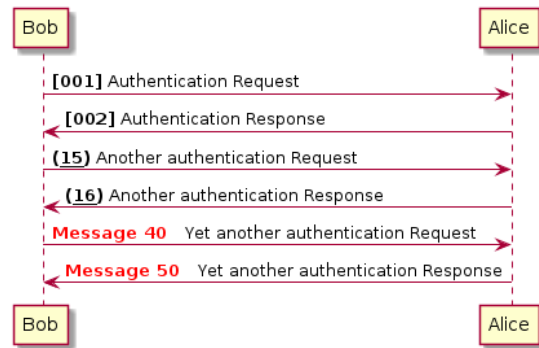 Bob Alice
[001] Authentication Request
[002] Authentication Response
(15) Another authentication Request
(16) Another authentication Response
Message 40 Yet another authentication Request
Message 50 Yet another authentication Response
Bob Alice